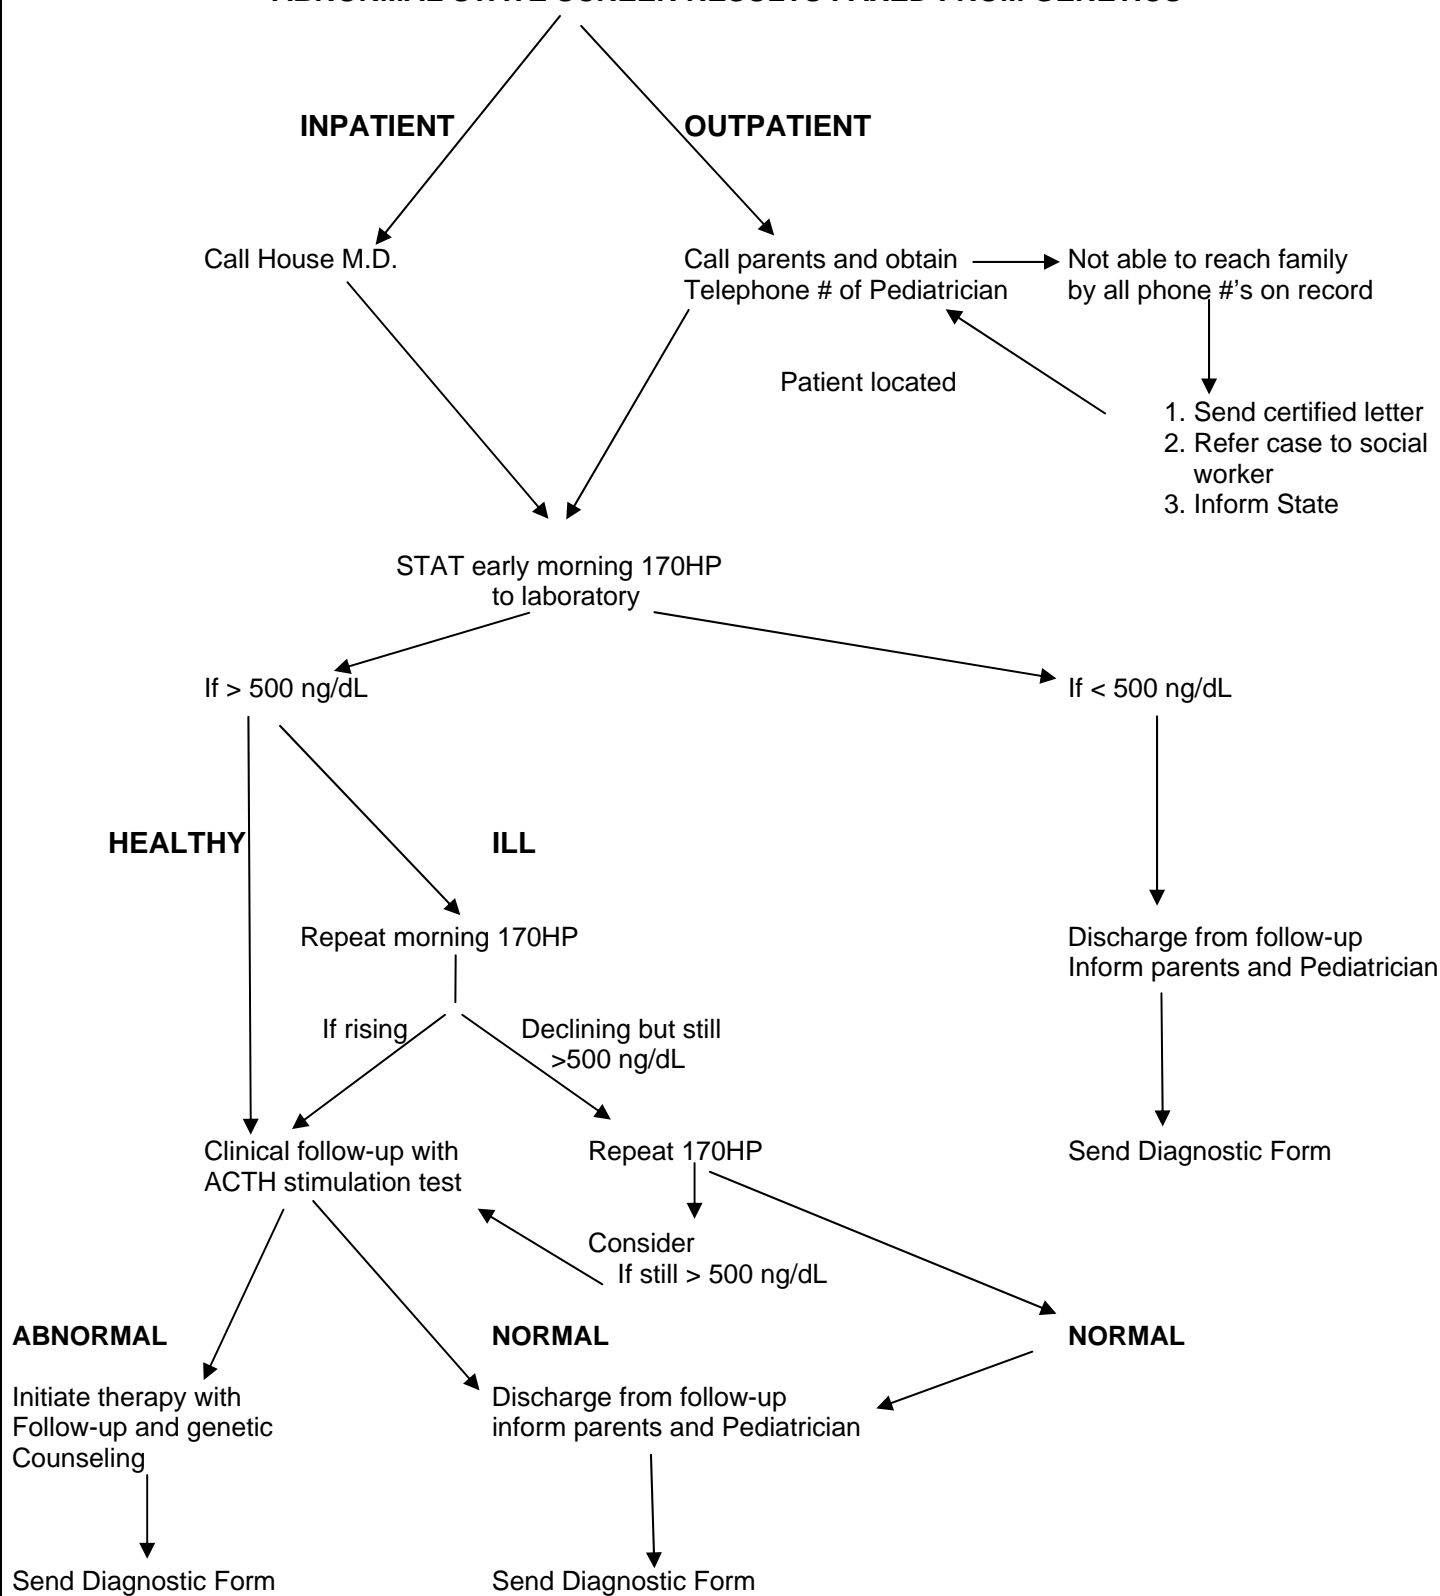 INPATIENT
OUTPATIENT
Call House M.D.
Call parents and obtain
Telephone # of Pediatrician
Not able to reach family
by all phone #'s on record
Patient located
1. Send certified letter
2. Refer case to social
worker
3. Inform State
STAT early morning 170HP
to laboratory
If > 500 ng/dL
If < 500 ng/dL
HEALTHY
ILL
Repeat morning 170HP
Discharge from follow-up
Inform parents and Pediatrician
If rising
Declining but still
>500 ng/dL
Clinical follow-up with
ACTH stimulation test
Repeat 170HP
Send Diagnostic Form
Consider
If still > 500 ng/dL
ABNORMAL
NORMAL
NORMAL
Initiate therapy with
Follow-up and genetic
Counseling
Discharge from follow-up
inform parents and Pediatrician
Send Diagnostic Form
Send Diagnostic Form